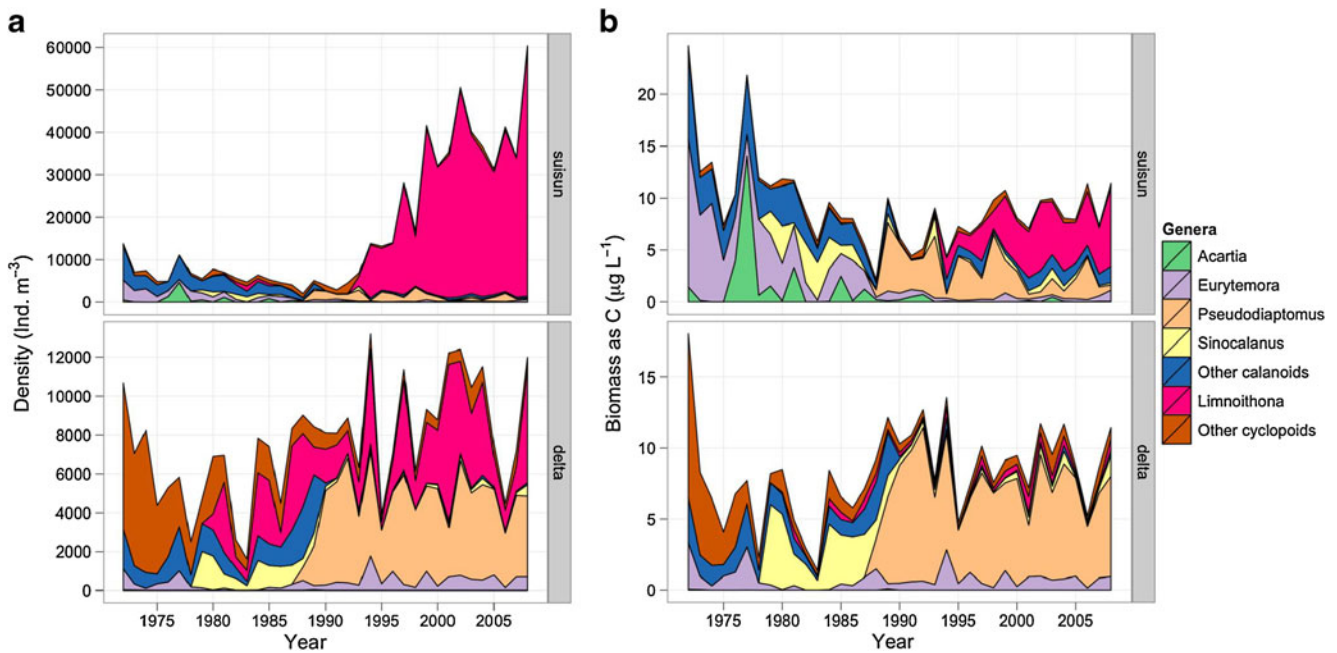 a
60000
50000
40000
30000
20000
10000
0
suisun
12000
10000
8000
6000
4000
2000
0
delta
Density (Ind. m⁻³)
1975 1980 1985 1990 1995 2000 2005
Year
b
20
15
10
5
0
suisun
15
10
5
0
delta
Biomass as C (µg L⁻¹)
1975 1980 1985 1990 1995 2000 2005
Year
Genera
Acartia
Eurytemora
Pseudodiaptomus
Sinocalanus
Other calanoids
Limnoithona
Other cyclopoids